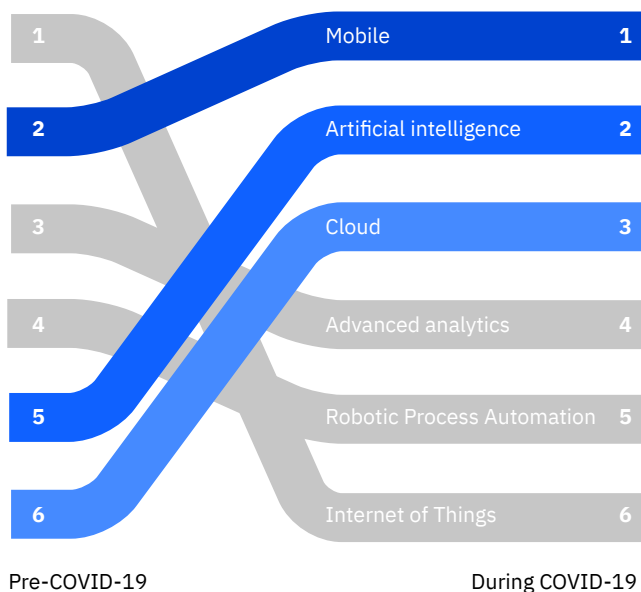 1 Mobile 1
2 Artificial intelligence 2
3 Cloud 3
4 Advanced analytics 4
5 Robotic Process Automation 5
6 Internet of Things 6
Pre-COVID-19 During COVID-19